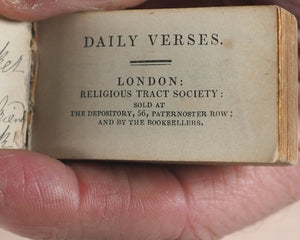 DAILY VERSES.
LONDON:
RELIGIOUS TRACT SOCIETY:
SOLD AT
THE DEPOSITORY, 56, PATERNOSTER ROW;
AND BY THE BOOKSELLERS.